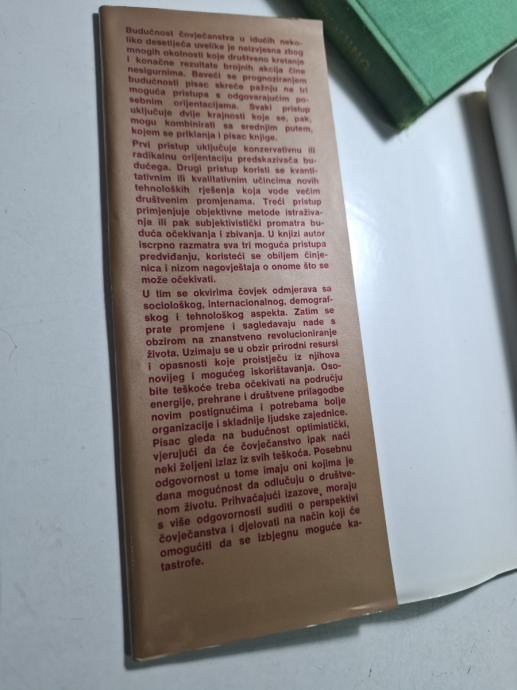 Budućnost čovječanstva u idućih neko-
liko desetljeća uvelike je neizvjesna zbog
mnogih okolnosti koje društveno krstanje
i konačne rezultate brojnih akcija čine
nesigurnima. Baveći se prognoziranjem
budućnosti pisac skreće pažnju na tri
moguća pristupa s odgovarajućim po-
sebnim orijentacijama. Svaki pristup
uključuje dvije krajnosti koje se, pak,
mogu kombinirati sa srednjim putem,
kojem se priklanja i pisac knjige.
Prvi pristup uključuje konzervativnu ili
radikalnu orijentaciju predskazivača bu-
dućega. Drugi pristup koristi se kvanti-
tativnim ili kvalitativnim učincima novih
tehnoloških rješenja koja vode većim
društvenim promjenama. Treći pristup
primjenjuje objektivne metode istraživa-
nja ili pak subjektivistički promatra bu-
duća očekivanja i zbivanja. U knjizi autor
iscrpno razmatra sva tri moguća pristupa
predviđanju, koristeći se obiljem činje-
nica i nizom nagovještaja o onome što se
može očekivati.
U tim se okvirima čovjek odmjerava sa
sociološkog, internacionalnog, demograf-
skog i tehnološkog aspekta. Zatim se
prate promjene i sagledavaju nade s
obzirom na znanstveno revolucioniranje
života. Uzimaju se u obzir prirodni resursi
i opasnosti koje proistječu iz njihova
novijeg i mogućeg iskorištavanja. Oso-
bite teškoće treba očekivati na području
energije, prehrane i društvene prilagodbe
novim postignućima i potrebama bolje
organizacije i skladnije ljudske zajednice.
Pisac gleda na budućnost optimistički,
vjerujući da će čovječanstvo ipak naći
neki željeni izlaz iz svih teškoća. Posebnu
odgovornost u tome imaju oni kojima je
dana mogućnost da odlučuju o društve-
nom životu. Prihvaćajući izazove, moraju
s više odgovornosti suditi o perspektivi
čovječanstva i djelovati na način koji će
omogućiti da se izbjegnu moguće ka-
tastrofe.